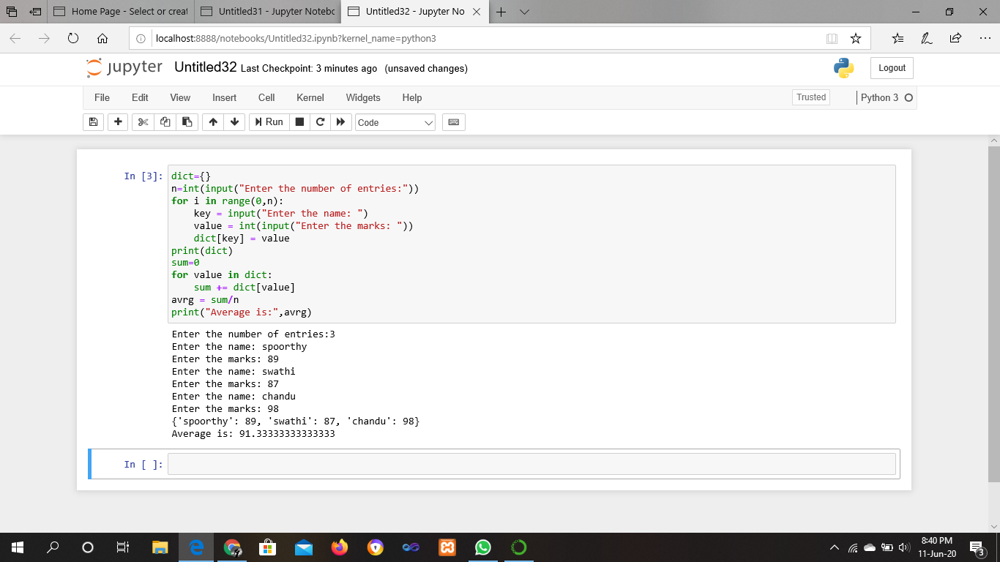 Home Page - Select or creat
Untitled31 - Jupyter Notebo
Untitled32 - Jupyter No
localhost:8888/notebooks/Untitled32.ipynb?kernel_name=python3
jupyter Untitled32 Last Checkpoint: 3 minutes ago (unsaved changes)
Logout
File Edit View Insert Cell Kernel Widgets Help
Trusted
Python 3
Run
Code
In [3]:
dict={}
n=int(input("Enter the number of entries:"))
for i in range(0,n):
    key = input("Enter the name: ")
    value = int(input("Enter the marks: "))
    dict[key] = value
print(dict)
sum=0
for value in dict:
    sum += dict[value]
avrg = sum/n
print("Average is:",avrg)
Enter the number of entries:3
Enter the name: spoorthy
Enter the marks: 89
Enter the name: swathi
Enter the marks: 87
Enter the name: chandu
Enter the marks: 98
{'spoorthy': 89, 'swathi': 87, 'chandu': 98}
Average is: 91.33333333333333
In [ ]:
8:40 PM
11-Jun-20
3